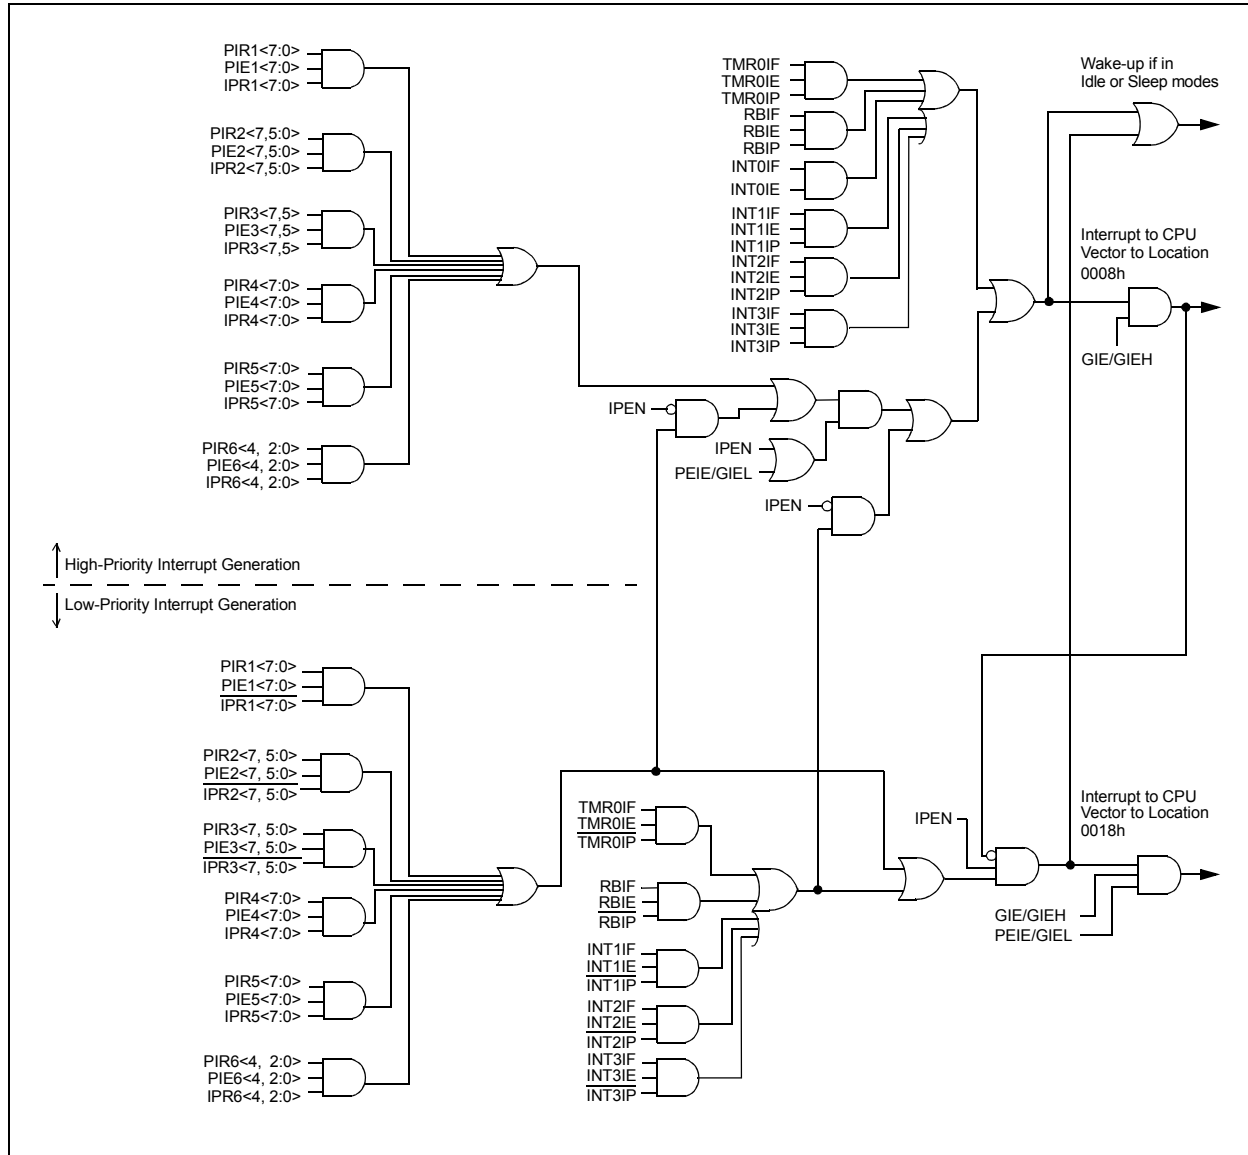 PIR1<7:0>
PIE1<7:0>
IPR1<7:0>
PIR2<7,5:0>
PIE2<7,5:0>
IPR2<7,5:0>
PIR3<7,5>
PIE3<7,5>
IPR3<7,5>
PIR4<7:0>
PIE4<7:0>
IPR4<7:0>
PIR5<7:0>
PIE5<7:0>
IPR5<7:0>
PIR6<4, 2:0>
PIE6<4, 2:0>
IPR6<4, 2:0>
TMR0IF
TMR0IE
TMR0IP
RBIF
RBIE
RBIP
INT0IF
INT0IE
INT1IF
INT1IE
INT1IP
INT2IF
INT2IE
INT2IP
INT3IF
INT3IE
INT3IP
IPEN
IPEN
PEIE/GIEL
IPEN
Wake-up if in
Idle or Sleep modes
Interrupt to CPU
Vector to Location
0008h
GIE/GIEH
High-Priority Interrupt Generation
Low-Priority Interrupt Generation
PIR1<7:0>
PIE1<7:0>
IPR1<7:0>
PIR2<7, 5:0>
PIE2<7, 5:0>
IPR2<7, 5:0>
PIR3<7, 5:0>
PIE3<7, 5:0>
IPR3<7, 5:0>
PIR4<7:0>
PIE4<7:0>
IPR4<7:0>
PIR5<7:0>
PIE5<7:0>
IPR5<7:0>
PIR6<4, 2:0>
PIE6<4, 2:0>
IPR6<4, 2:0>
TMR0IF
TMR0IE
TMR0IP
RBIF
RBIE
RBIP
INT1IF
INT1IE
INT1IP
INT2IF
INT2IE
INT2IP
INT3IF
INT3IE
INT3IP
IPEN
Interrupt to CPU
Vector to Location
0018h
GIE/GIEH
PEIE/GIEL